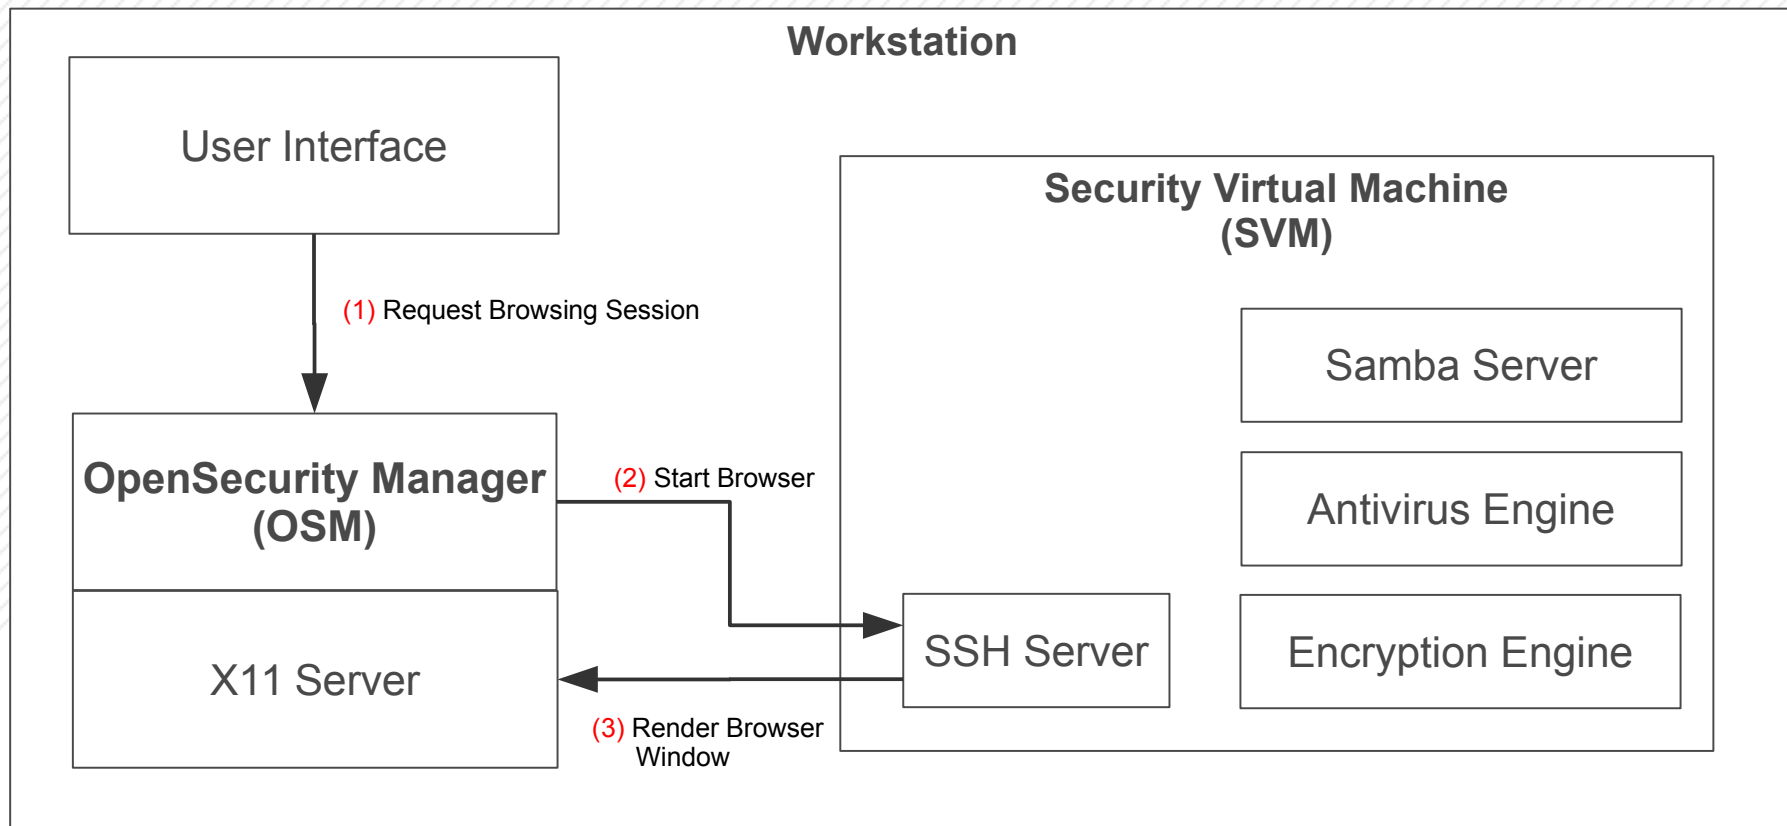 Workstation
User Interface
Security Virtual Machine
(SVM)
(1) Request Browsing Session
Samba Server
OpenSecurity Manager
(OSM)
(2) Start Browser
Antivirus Engine
SSH Server
Encryption Engine
X11 Server
(3) Render Browser
Window